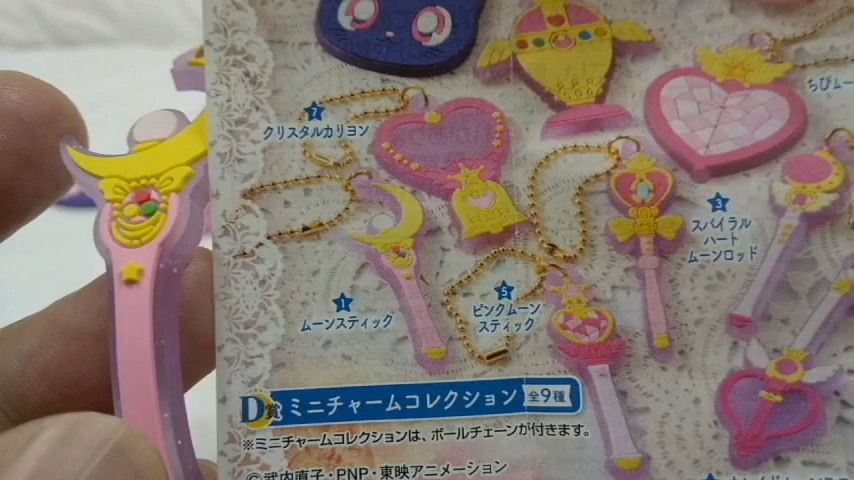 ちびムー
7
クリスタルカリヨン
3
スパイラル
ハート
ムーンロッド
1
ムーンスティック
5
ピンクムーン
スティック
D賞 ミニチャームコレクション 全9種
※ミニチャームコレクションは、ボールチェーンが付きます。
©武内直子・PNP・東映アニメーション